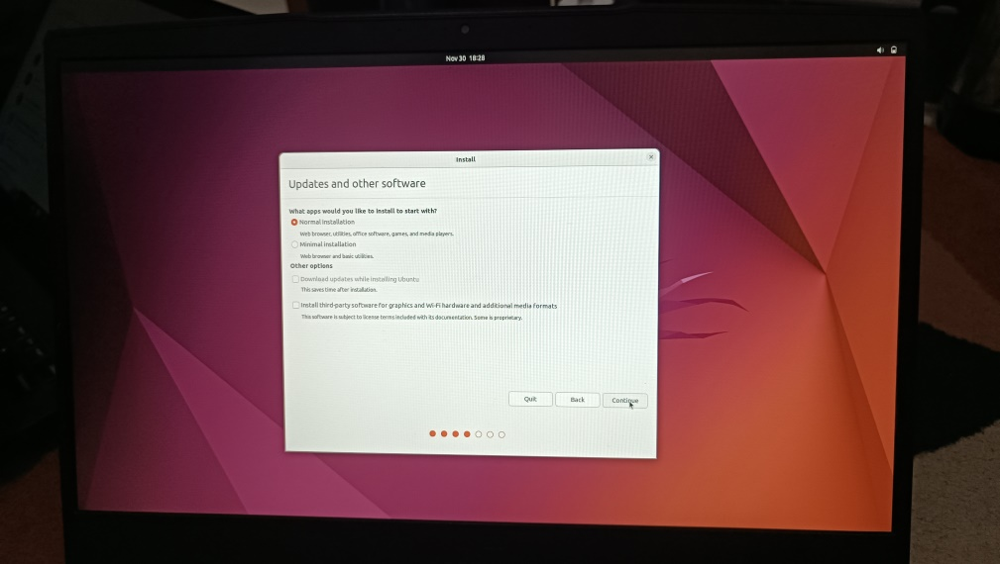 Nov 30 18:28
Install
Updates and other software
What apps would you like to install to start with?
Normal installation
Web browser, utilities, office software, games, and media players.
Minimal installation
Web browser and basic utilities.
Other options
Download updates while installing Ubuntu
This saves time after installation.
Install third-party software for graphics and Wi-Fi hardware and additional media formats
This software is subject to license terms included with its documentation. Some is proprietary.
Quit
Back
Continue